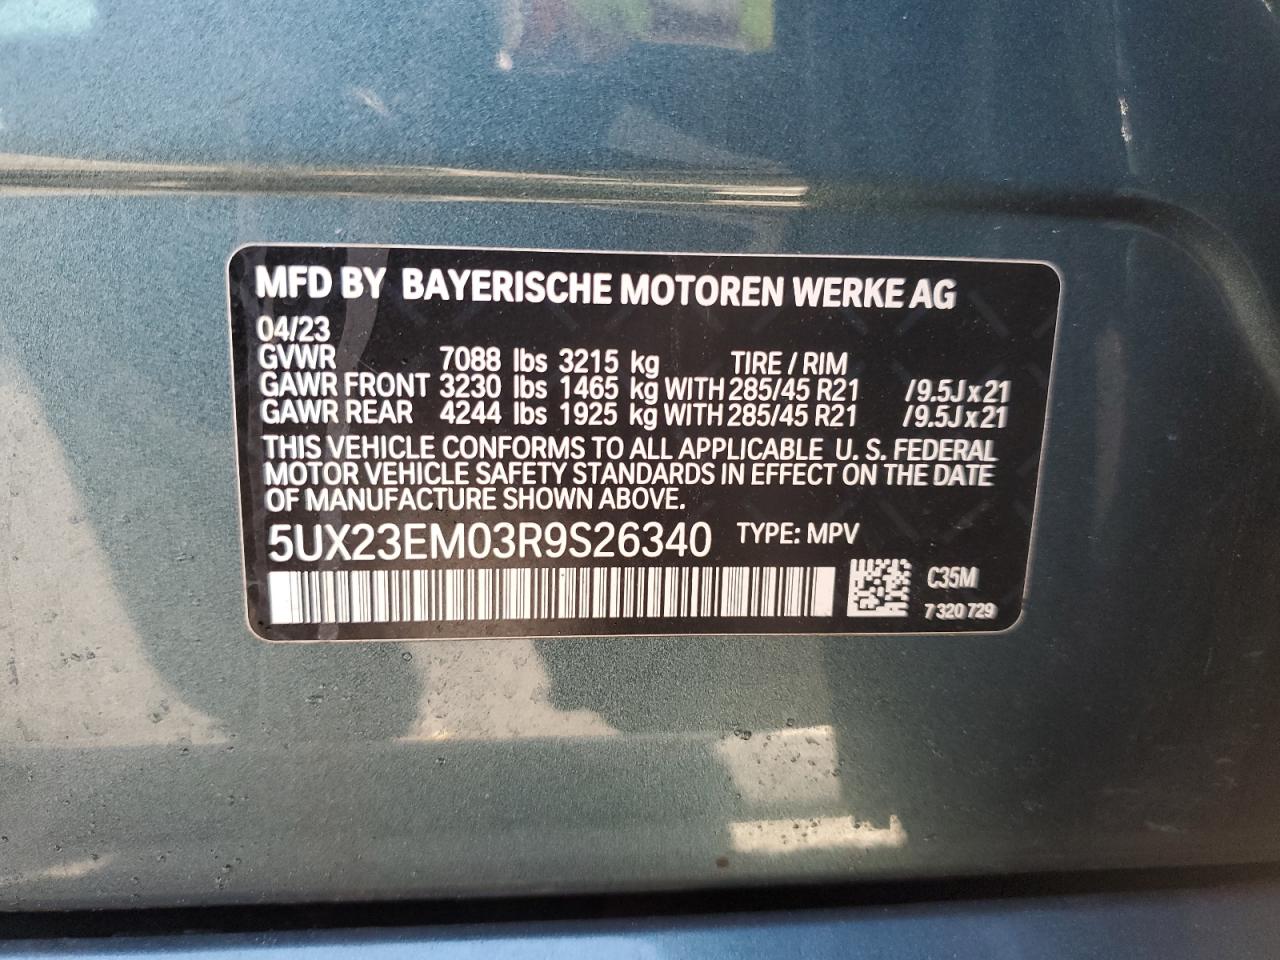 MFD BY BAYERISCHE MOTOREN WERKE AG
04/23
GVWR 7088 lbs 3215 kg TIRE / RIM
GAWR FRONT 3230 lbs 1465 kg WITH 285/45 R21 /9.5J x 21
GAWR REAR 4244 lbs 1925 kg WITH 285/45 R21 /9.5J x 21
THIS VEHICLE CONFORMS TO ALL APPLICABLE U. S. FEDERAL
MOTOR VEHICLE SAFETY STANDARDS IN EFFECT ON THE DATE
OF MANUFACTURE SHOWN ABOVE.
5UX23EM03R9S26340 TYPE: MPV
C35M
7 320 729